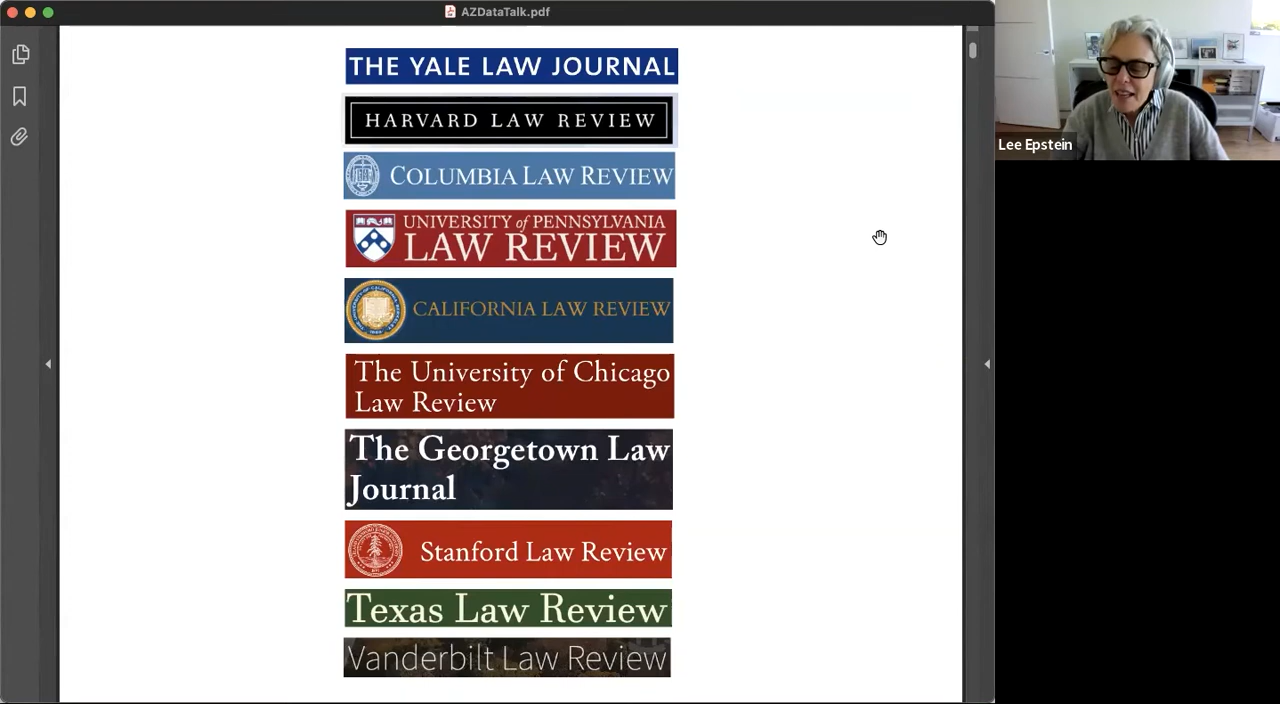 AZDataTalk.pdf
THE YALE LAW JOURNAL
HARVARD LAW REVIEW
COLUMBIA LAW REVIEW
UNIVERSITY of PENNSYLVANIA
LAW REVIEW
CALIFORNIA LAW REVIEW
The University of Chicago
Law Review
The Georgetown Law
Journal
Stanford Law Review
Texas Law Review
Vanderbilt Law Review
Lee Epstein